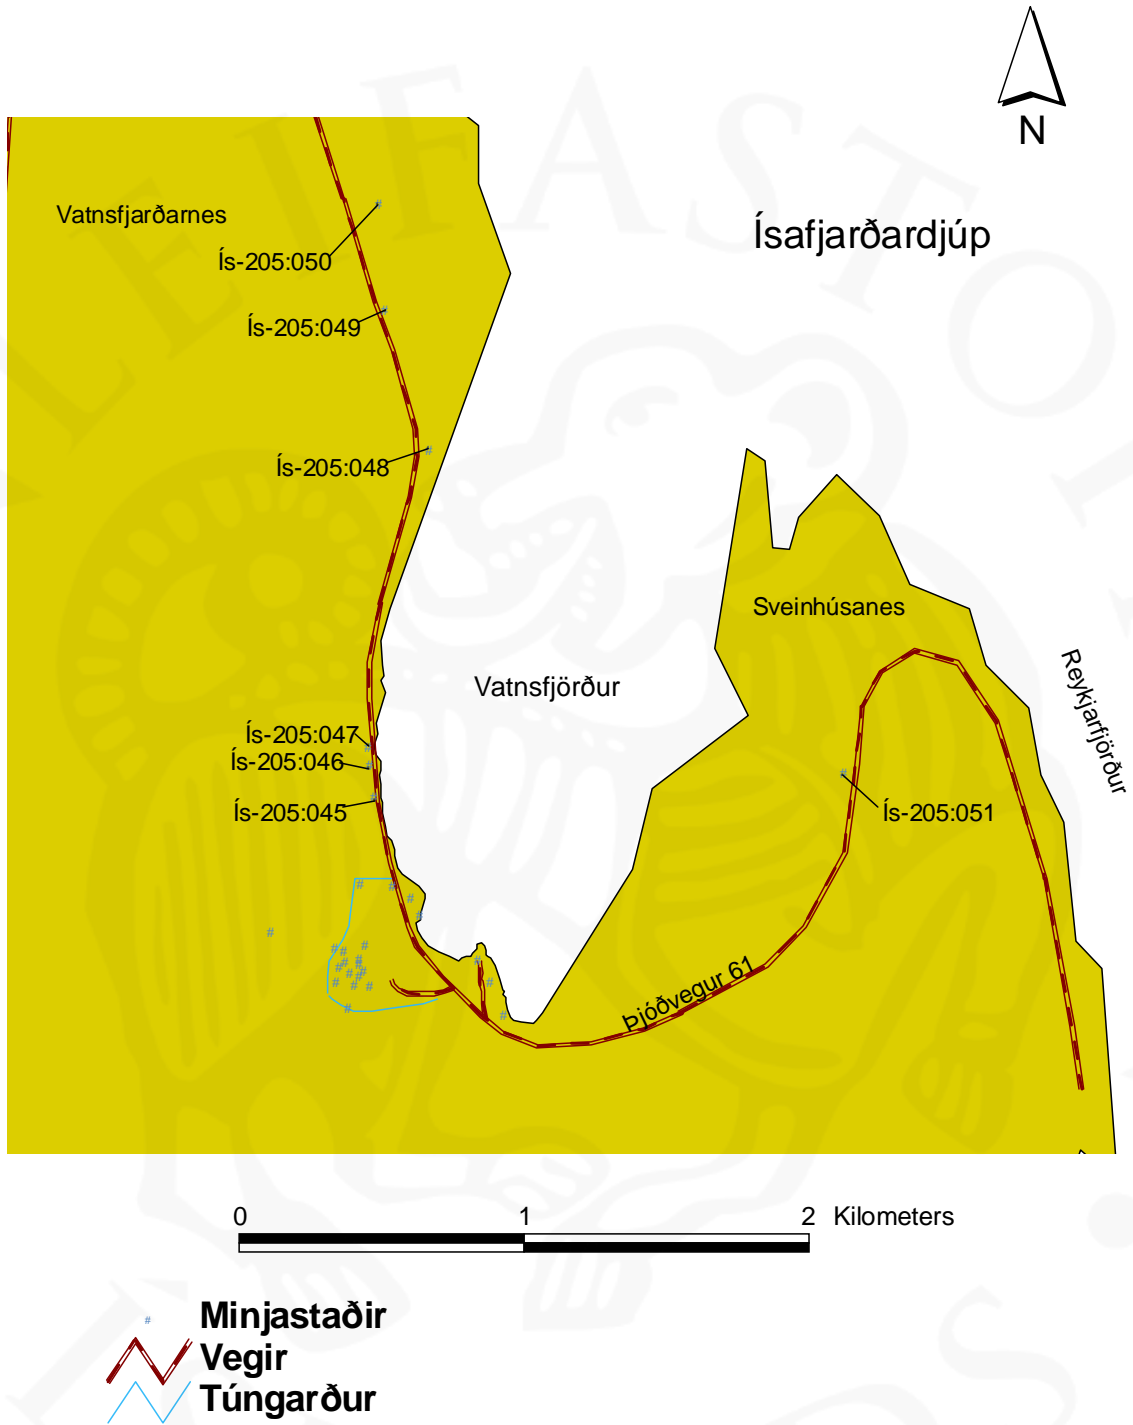 N
Vatnsfjarðarnes
Ísafjarðardjúp
Ís-205:050
Ís-205:049
Ís-205:048
Sveinhúsanes
Reykjarfjörður
Vatnsfjörður
Ís-205:047
Ís-205:046
Ís-205:045
Ís-205:051
Þjóðvegur 61
0 1 2 Kilometers
Minjastaðir
Vegir
Túngarður